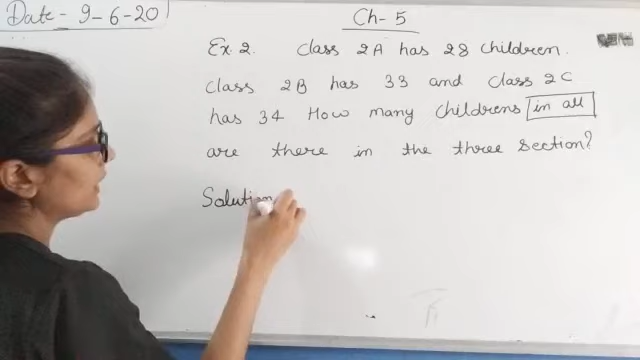 Date - 9-6-20
Ch- 5
Ex. 2. Class 2A has 28 children.
Class 2B has 33 and Class 2C
has 34 How many childrens in all
are there in the three section?
Solution